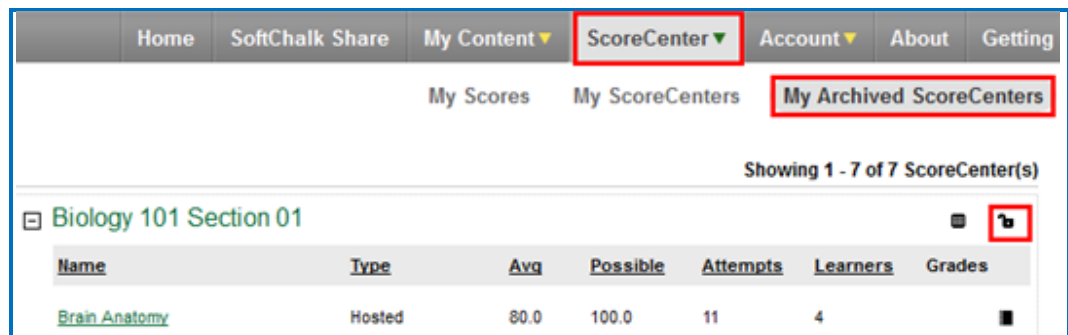 Home SoftChalk Share My Content ScoreCenter Account About Getting
My Scores My ScoreCenters My Archived ScoreCenters
Showing 1 - 7 of 7 ScoreCenter(s)
Biology 101 Section 01
Name Type Avg Possible Attempts Learners Grades
Brain Anatomy Hosted 80.0 100.0 11 4